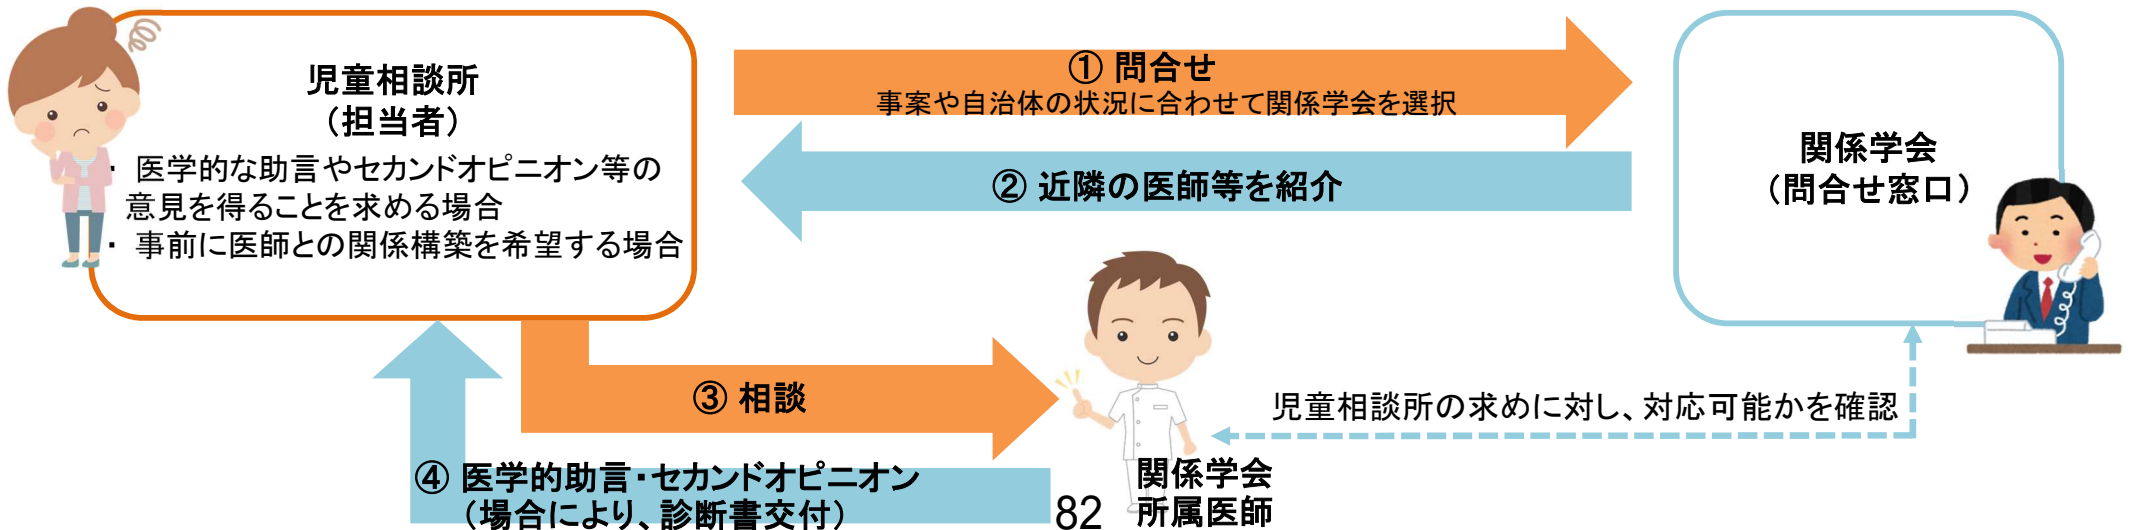 児童相談所
（担当者）
・ 医学的な助言やセカンドオピニオン等の
意見を得ることを求める場合
・ 事前に医師との関係構築を希望する場合
① 問合せ
事案や自治体の状況に合わせて関係学会を選択
② 近隣の医師等を紹介
関係学会
（問合せ窓口）
③ 相談
児童相談所の求めに対し、対応可能かを確認
④ 医学的助言・セカンドオピニオン
（場合により、診断書交付）
関係学会
所属医師
82